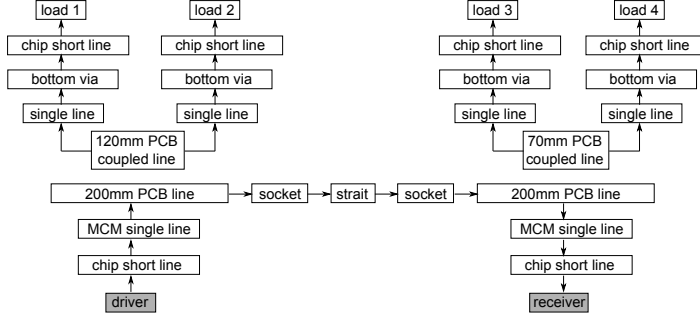 load 1
load 2
load 3
load 4
chip short line
chip short line
chip short line
chip short line
bottom via
bottom via
bottom via
bottom via
single line
single line
single line
single line
120mm PCB
coupled line
70mm PCB
coupled line
200mm PCB line
socket
strait
socket
200mm PCB line
MCM single line
MCM single line
chip short line
chip short line
driver
receiver